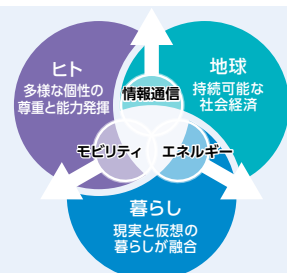 ヒト
多様な個性の
尊重と能力発揮
地球
持続可能な
社会経済
情報通信
モビリティ
エネルギー
暮らし
現実と仮想の
暮らしが融合